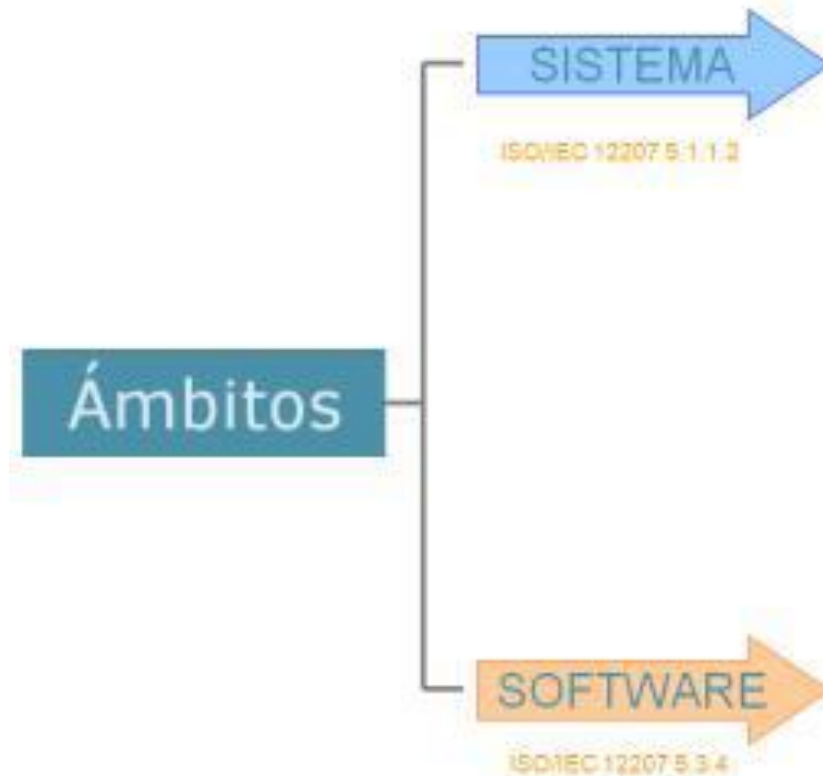 SISTEMA
ISO/IEC 12207 5.1.1.2
Ámbitos
SOFTWARE
ISO/IEC 12207 5.3.4